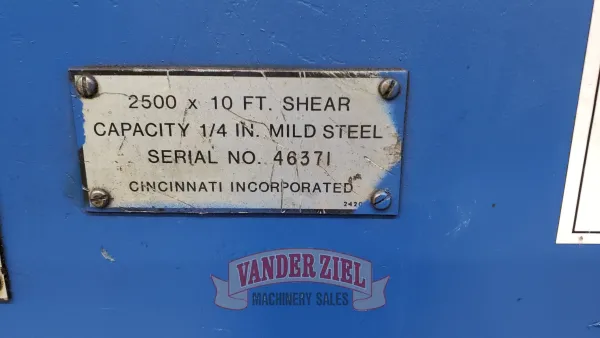 2500 x 10 FT. SHEAR
CAPACITY 1/4 IN. MILD STEEL
SERIAL NO. 46371
CINCINNATI INCORPORATED
2420
VANDER ZIEL
MACHINERY SALES